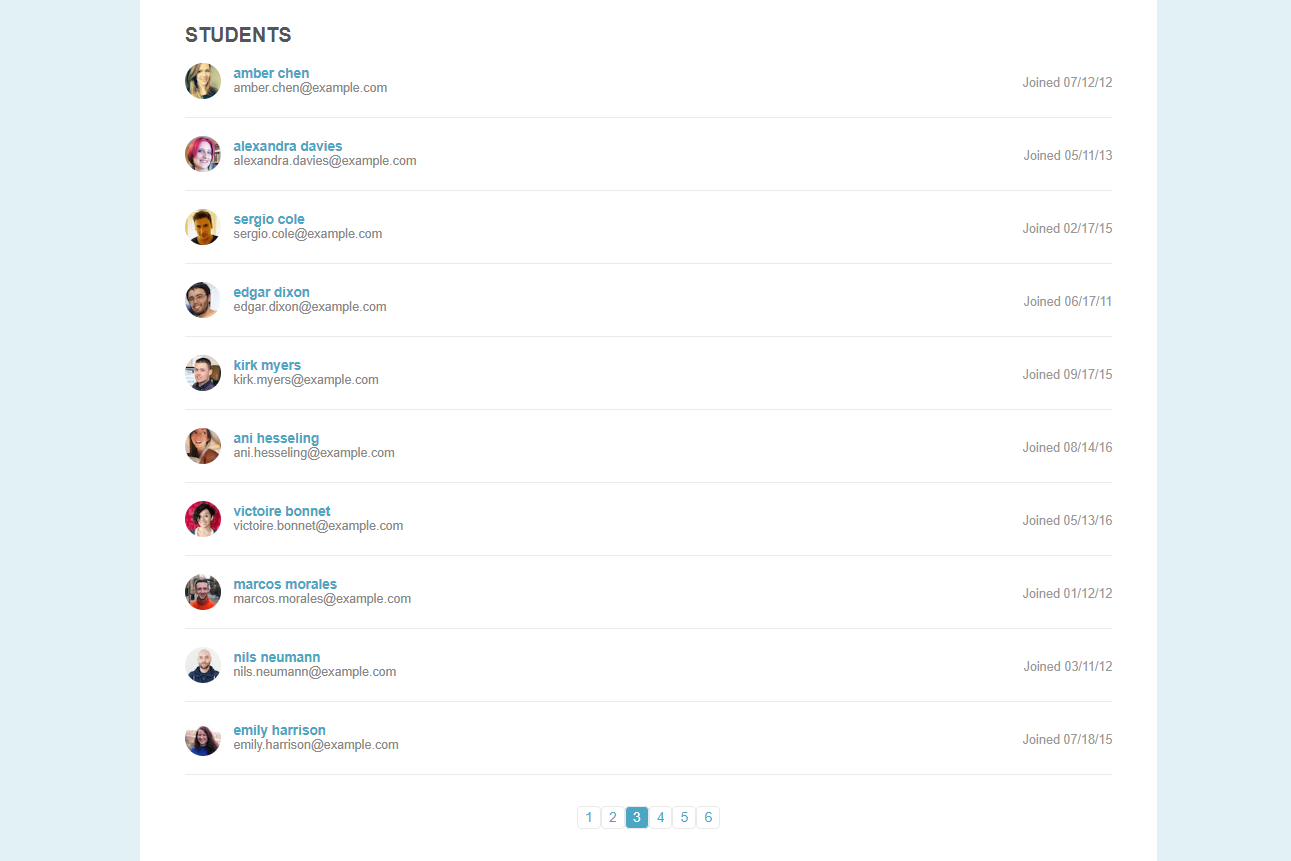 STUDENTS
amber chen
amber.chen@example.com
Joined 07/12/12
alexandra davies
alexandra.davies@example.com
Joined 05/11/13
sergio cole
sergio.cole@example.com
Joined 02/17/15
edgar dixon
edgar.dixon@example.com
Joined 06/17/11
kirk myers
kirk.myers@example.com
Joined 09/17/15
ani hesseling
ani.hesseling@example.com
Joined 08/14/16
victoire bonnet
victoire.bonnet@example.com
Joined 05/13/16
marcos morales
marcos.morales@example.com
Joined 01/12/12
nils neumann
nils.neumann@example.com
Joined 03/11/12
emily harrison
emily.harrison@example.com
Joined 07/18/15
1 2 3 4 5 6